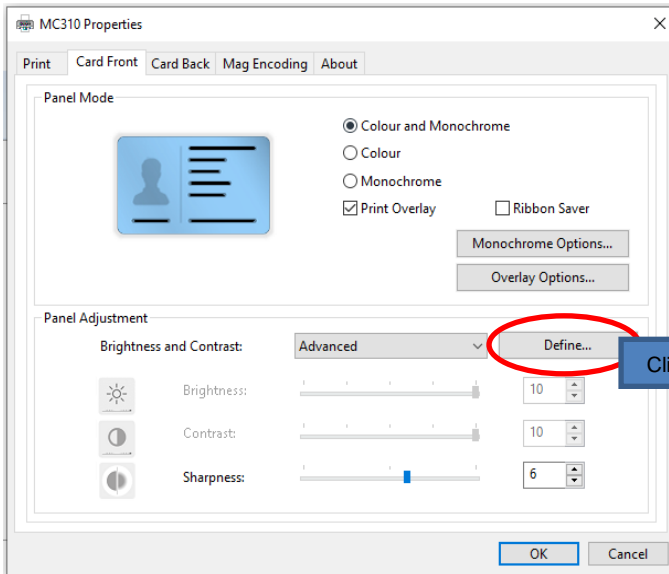 MC310 Properties
Print Card Front Card Back Mag Encoding About
Panel Mode
Colour and Monochrome
Colour
Monochrome
Print Overlay Ribbon Saver
Monochrome Options...
Overlay Options...
Panel Adjustment
Brightness and Contrast: Advanced Define...
Brightness: 10
Contrast: 10
Sharpness: 6
OK Cancel